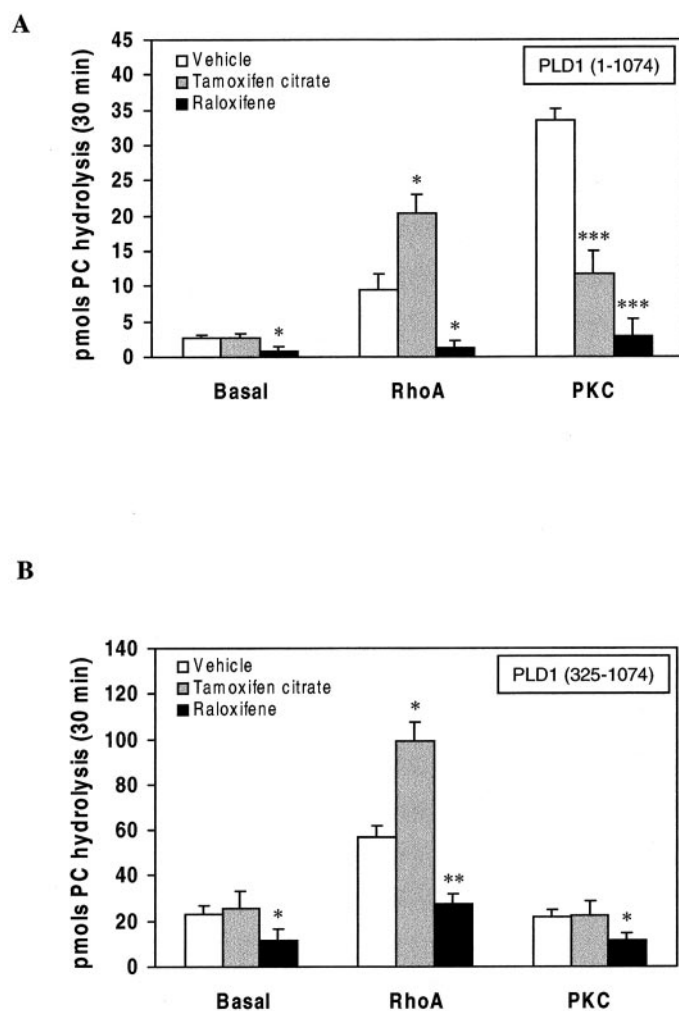 A
pmols PC hydrolysis (30 min)
45
40
35
30
25
20
15
10
5
0
Vehicle
Tamoxifen citrate
Raloxifene
PLD1 (1-1074)
*
*
*
***
***
Basal RhoA PKC
B
pmols PC hydrolysis (30 min)
140
120
100
80
60
40
20
0
Vehicle
Tamoxifen citrate
Raloxifene
PLD1 (325-1074)
*
*
**
*
Basal RhoA PKC